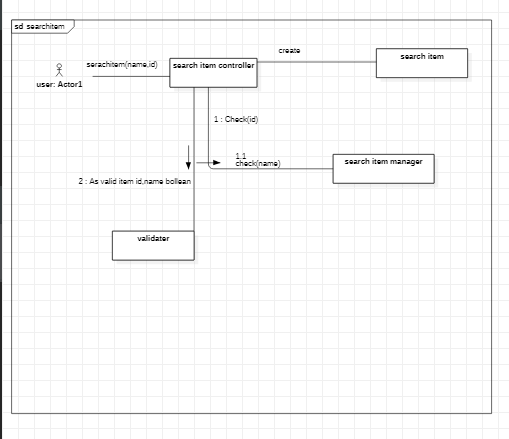 sd searchitem
create
search item
serachitem(name,id)
search item controller
user: Actor1
1 : Check(id)
1.1
check(name)
search item manager
2 : As valid item id,name bollean
validater